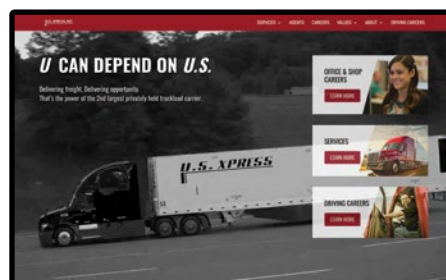 U.S. XPRESS
SERVICES AGENTS CAREERS VALUES ABOUT DRIVING CAREERS
U CAN DEPEND ON U.S.
Delivering freight. Delivering opportunity.
That's the power of the 2nd largest privately held truckload carrier.
OFFICE & SHOP
CAREERS
LEARN MORE
SERVICES
LEARN MORE
DRIVING CAREERS
LEARN MORE
U.S. XPRESS